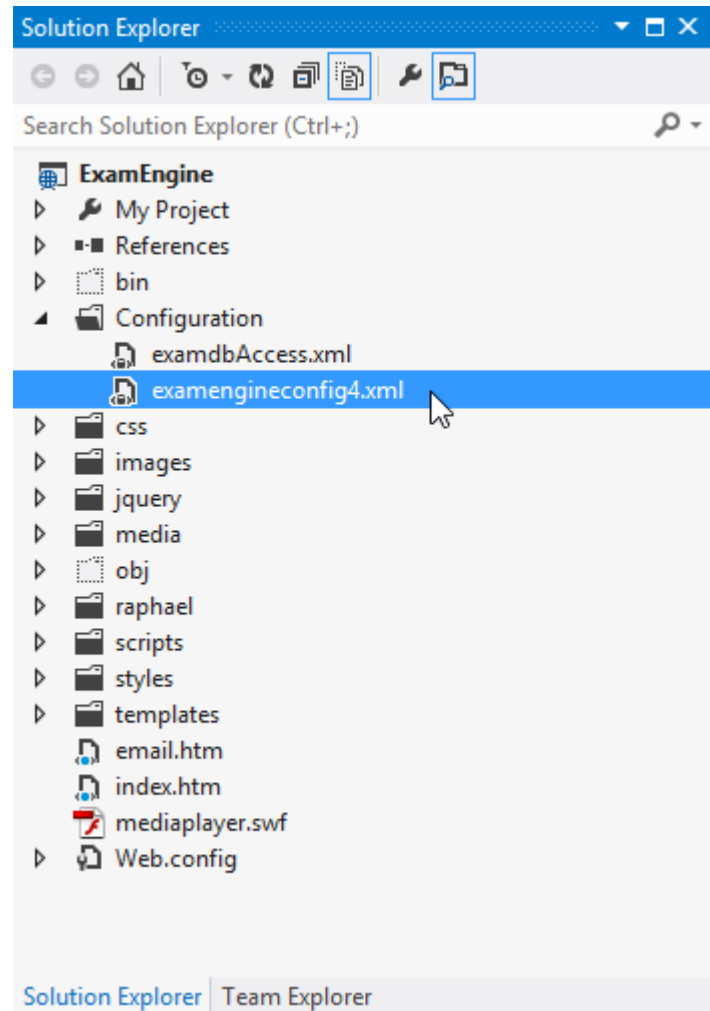 Solution Explorer
Search Solution Explorer (Ctrl+;)
ExamEngine
My Project
References
bin
Configuration
examdbAccess.xml
examengineconfig4.xml
css
images
jquery
media
obj
raphael
scripts
styles
templates
email.htm
index.htm
mediaplayer.swf
Web.config
Solution Explorer Team Explorer